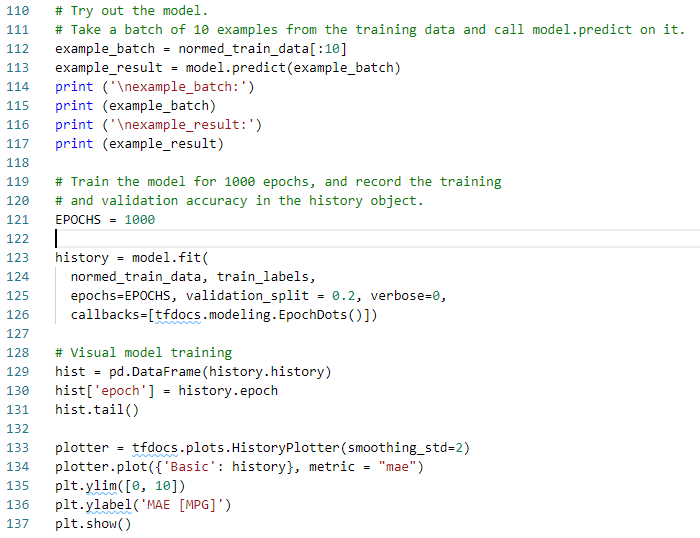 110 # Try out the model.
111 # Take a batch of 10 examples from the training data and call model.predict on it.
112 example_batch = normed_train_data[:10]
113 example_result = model.predict(example_batch)
114 print ('\nexample_batch:')
115 print (example_batch)
116 print ('\nexample_result:')
117 print (example_result)
118
119 # Train the model for 1000 epochs, and record the training
120 # and validation accuracy in the history object.
121 EPOCHS = 1000
122
123 history = model.fit(
124   normed_train_data, train_labels,
125   epochs=EPOCHS, validation_split = 0.2, verbose=0,
126   callbacks=[tfdocs.modeling.EpochDots()])
127
128 # Visual model training
129 hist = pd.DataFrame(history.history)
130 hist['epoch'] = history.epoch
131 hist.tail()
132
133 plotter = tfdocs.plots.HistoryPlotter(smoothing_std=2)
134 plotter.plot({'Basic': history}, metric = "mae")
135 plt.ylim([0, 10])
136 plt.ylabel('MAE [MPG]')
137 plt.show()